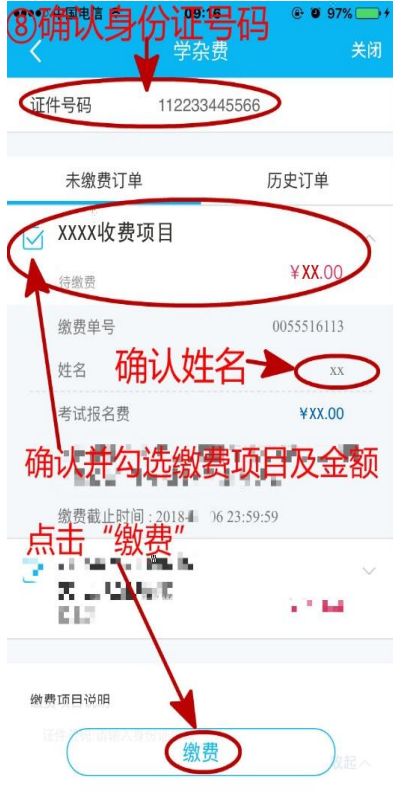 中国电信 09:16 97%
⑧确认身份证号码
学杂费 关闭
证件号码 112233445566
未缴费订单 历史订单
XXXX收费项目
待缴费 ¥XX.00
缴费单号 0055516113
姓名 确认姓名 xx
考试报名费 ¥XX.00
确认并勾选缴费项目及金额
缴费截止时间:2018- 06 23:59:59
点击“缴费”
缴费项目说明
缴费
收起